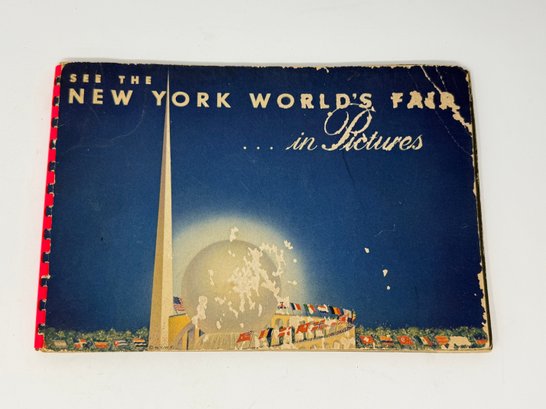 SEE THE
NEW YORK WORLD'S FAIR
... in Pictures